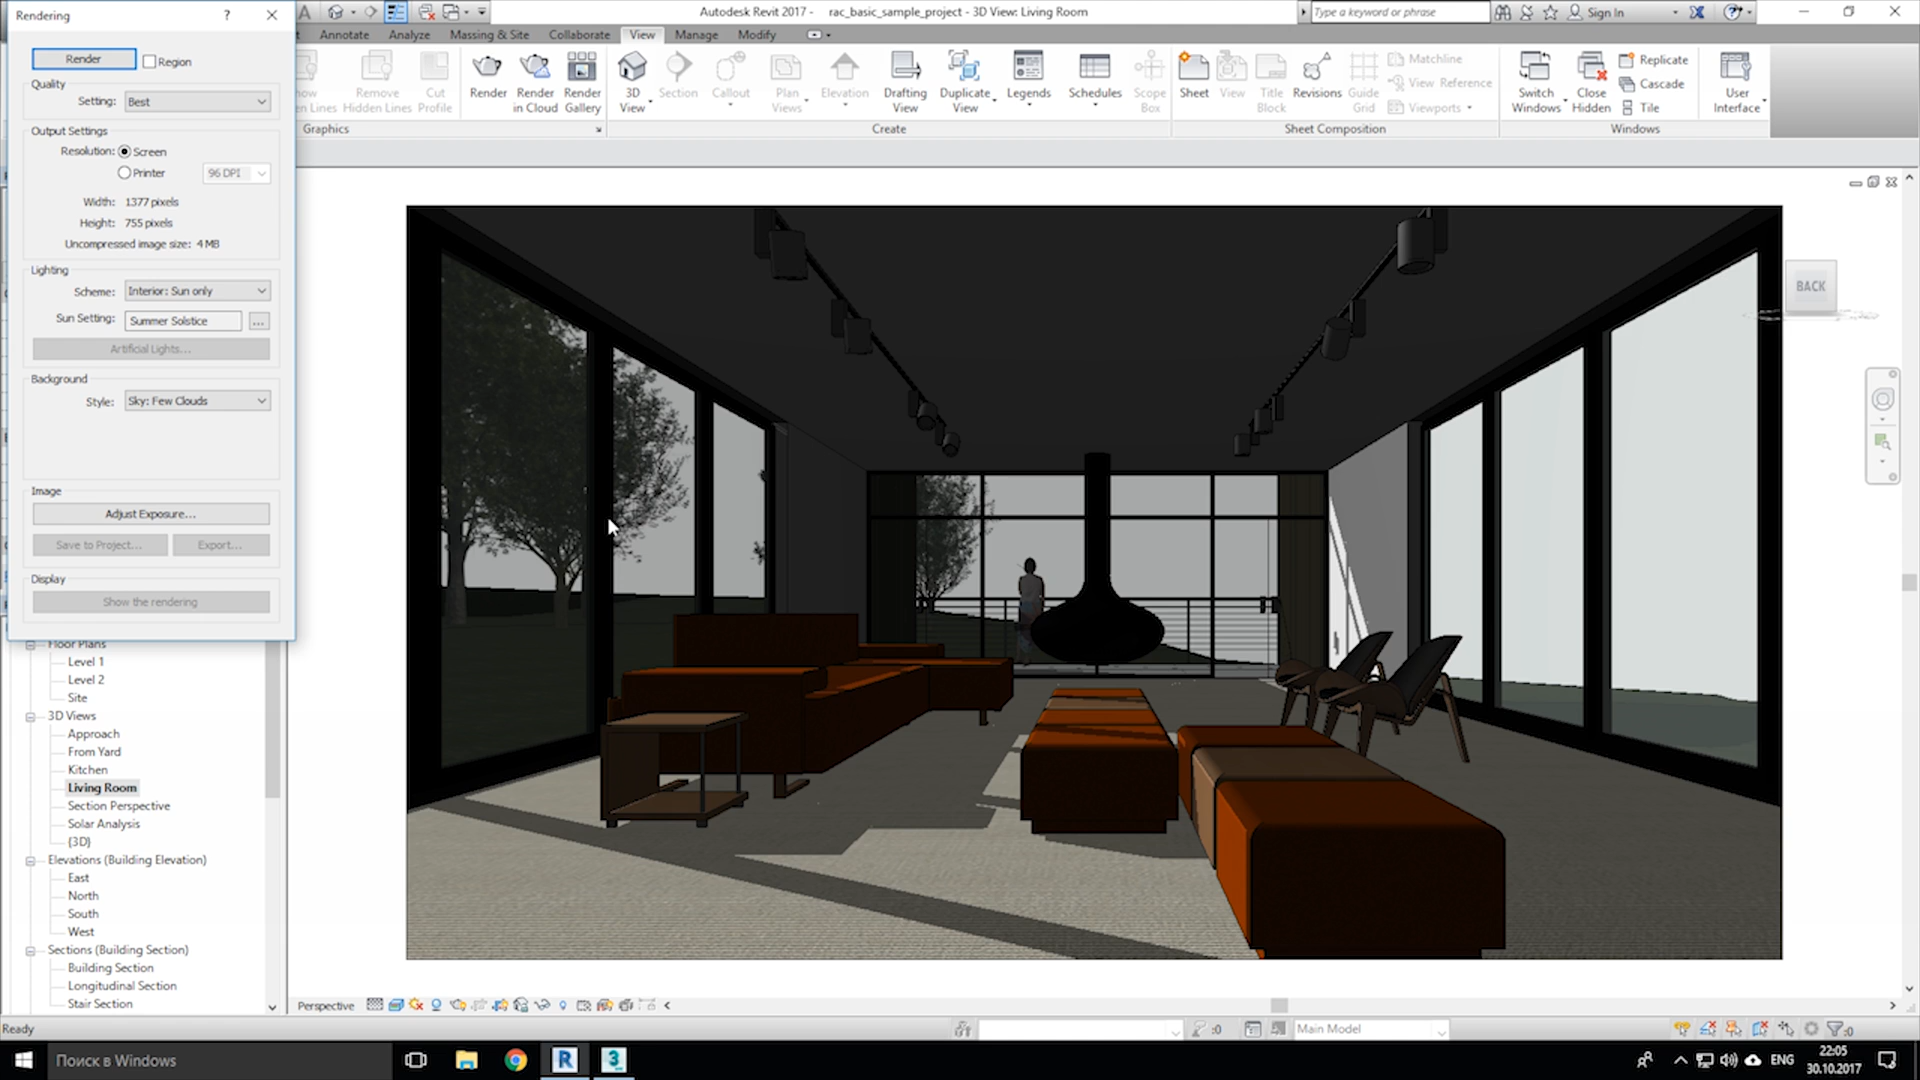 Rendering
?
Autodesk Revit 2017 - rac_basic_sample_project - 3D View: Living Room
Type a keyword or phrase
Sign In
Annotate
Analyze
Massing & Site
Collaborate
View
Manage
Modify
Render
Region
Quality
Setting: Best
Output Settings
Resolution: Screen
Printer
96 DPI
Width: 1377 pixels
Height: 755 pixels
Uncompressed image size: 4 MB
Lighting
Scheme: Interior: Sun only
Sun Setting: Summer Solstice
...
Artificial Lights...
Background
Style: Sky: Few Clouds
Image
Adjust Exposure...
Save to Project...
Export...
Display
Show the rendering
Lines
Remove Hidden Lines
Cut Profile
Graphics
Render
Render in Cloud
Render Gallery
3D View
Section
Callout
Plan Views
Elevation
Drafting View
Duplicate View
Legends
Schedules
Scope Box
Create
Sheet
View
Title Block
Revisions
Guide Grid
Matchline
View Reference
Viewports
Sheet Composition
Switch Windows
Close Hidden
Replicate
Cascade
Tile
Windows
User Interface
BACK
Floor Plans
Level 1
Level 2
Site
3D Views
Approach
From Yard
Kitchen
Living Room
Section Perspective
Solar Analysis
{3D}
Elevations (Building Elevation)
East
North
South
West
Sections (Building Section)
Building Section
Longitudinal Section
Stair Section
Perspective
Ready
:0
Main Model
:0
Поиск в Windows
ENG
22:05
30.10.2017